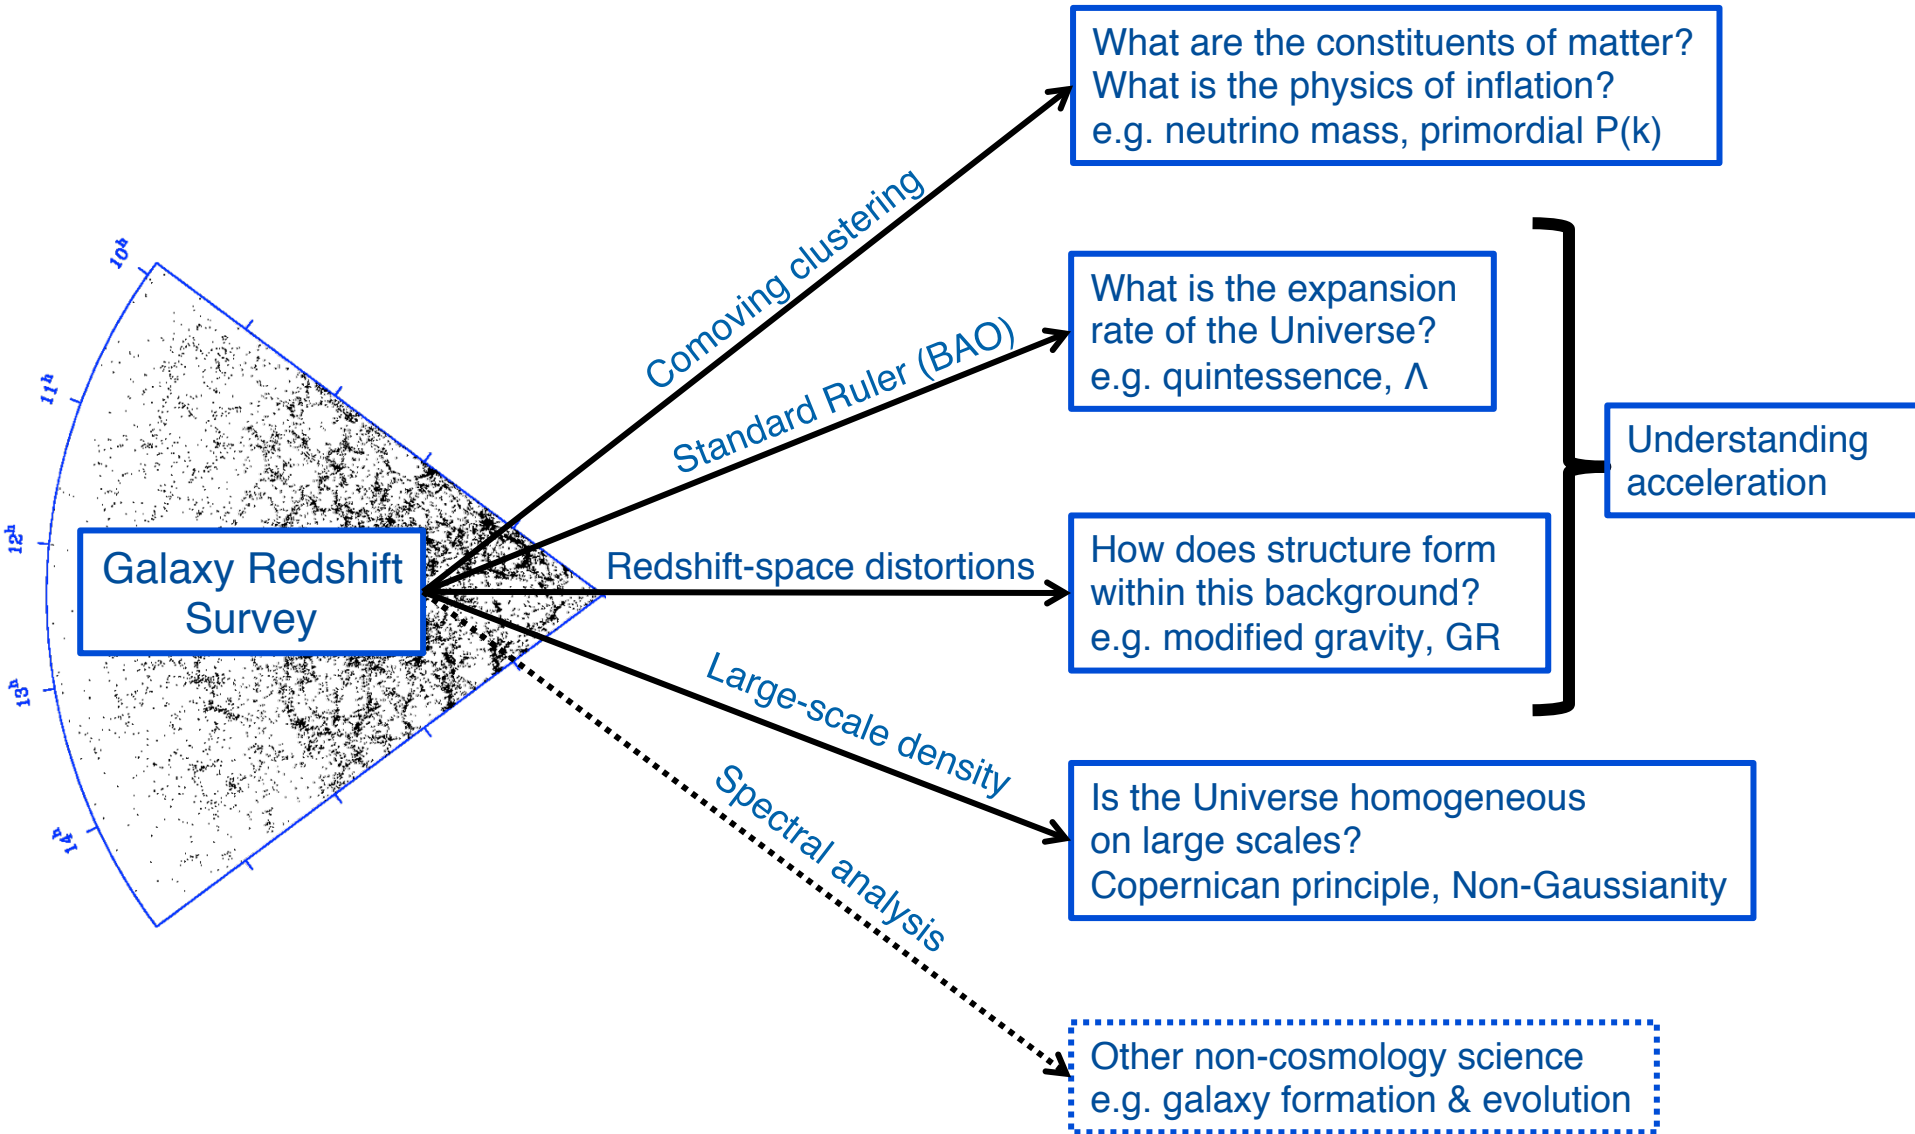 What are the constituents of matter?
What is the physics of inflation?
e.g. neutrino mass, primordial P(k)
Comoving clustering
10ʰ
11ʰ
12ʰ
13ʰ
14ʰ
Standard Ruler (BAO)
What is the expansion
rate of the Universe?
e.g. quintessence, Λ
Understanding
acceleration
Galaxy Redshift
Survey
Redshift-space distortions
How does structure form
within this background?
e.g. modified gravity, GR
Large-scale density
Is the Universe homogeneous
on large scales?
Copernican principle, Non-Gaussianity
Spectral analysis
Other non-cosmology science
e.g. galaxy formation & evolution